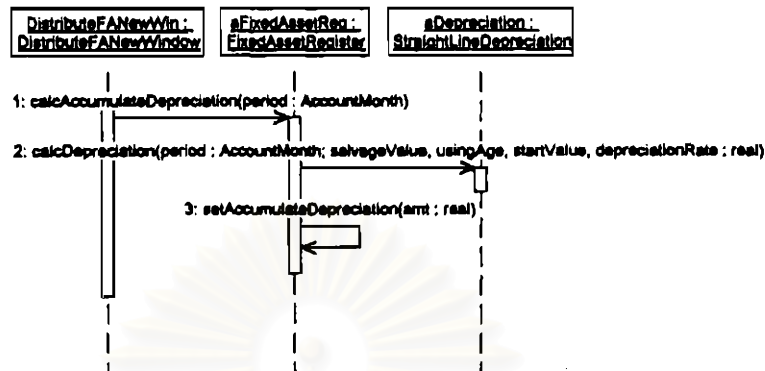 DistributeFANewWin :
DistributeFANewWindow
aFixedAssetReg :
FixedAssetRegister
aDepreciation :
StraightLineDepreciation
1: calcAccumulateDepreciation(period : AccountMonth)
2: calcDepreciation(period : AccountMonth; salvageValue, usingAge, startValue, depreciationRate : real)
3: setAccumulateDepreciation(amt : real)